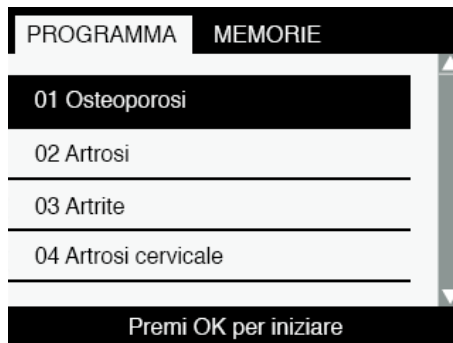 PROGRAMMA MEMORIE
01 Osteoporosi
02 Artrosi
03 Artrite
04 Artrosi cervicale
Premi OK per iniziare